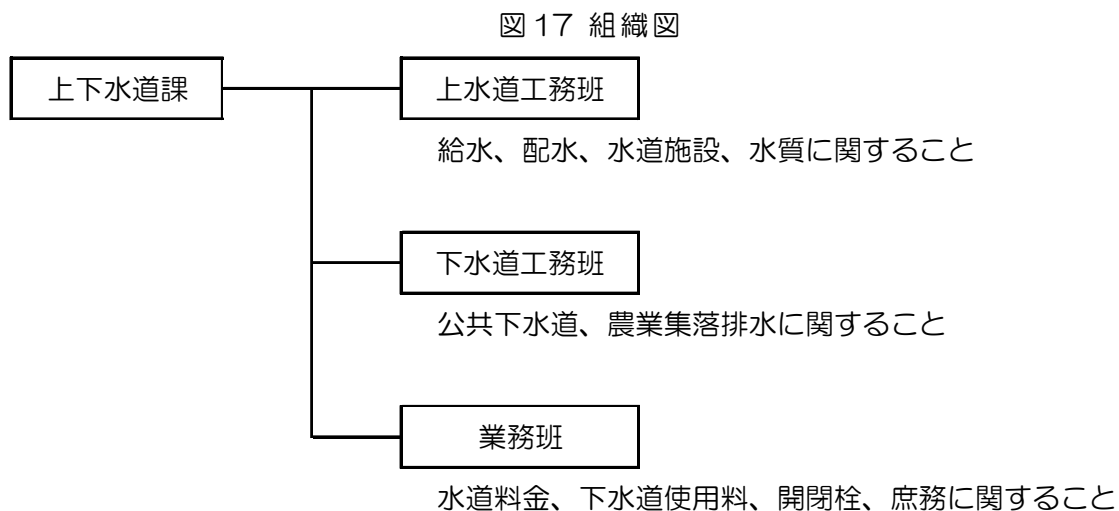 図17 組織図
上下水道課
上水道工務班
給水、配水、水道施設、水質に関すること
下水道工務班
公共下水道、農業集落排水に関すること
業務班
水道料金、下水道使用料、開閉栓、庶務に関すること